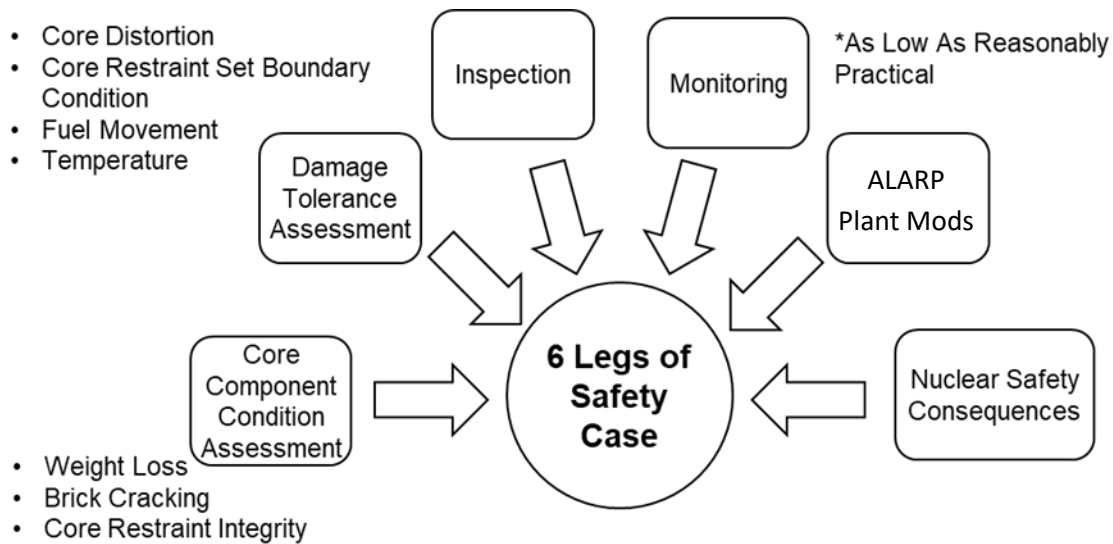 • Core Distortion
• Core Restraint Set Boundary
Condition
• Fuel Movement
• Temperature
Inspection
Monitoring
*As Low As Reasonably
Practical
Damage
Tolerance
Assessment
ALARP
Plant Mods
Core
Component
Condition
Assessment
6 Legs of
Safety
Case
Nuclear Safety
Consequences
• Weight Loss
• Brick Cracking
• Core Restraint Integrity